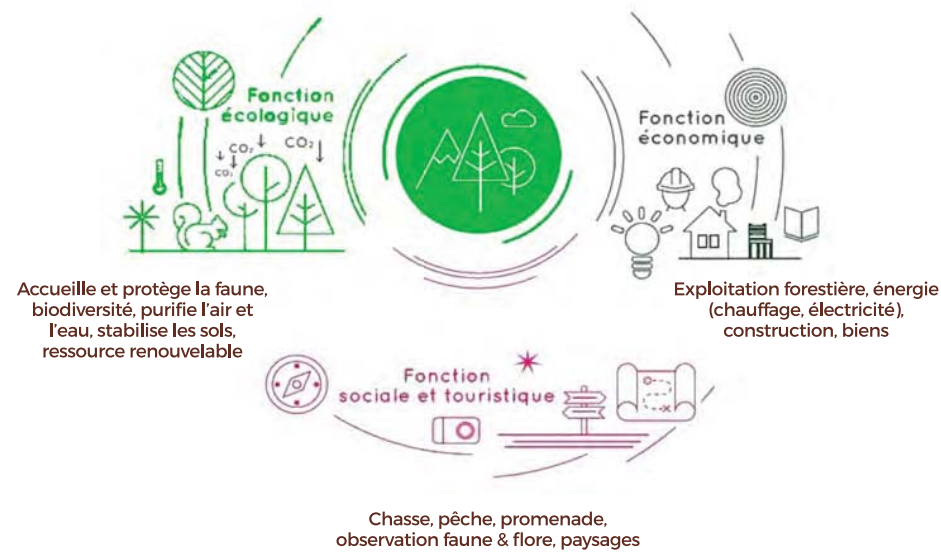 Fonction
écologique
CO₂
CO₂
CO₂
Accueille et protège la faune,
biodiversité, purifie l'air et
l'eau, stabilise les sols,
ressource renouvelable
Fonction
économique
Exploitation forestière, énergie
(chauffage, électricité),
construction, biens
Fonction
sociale et touristique
Chasse, pêche, promenade,
observation faune & flore, paysages